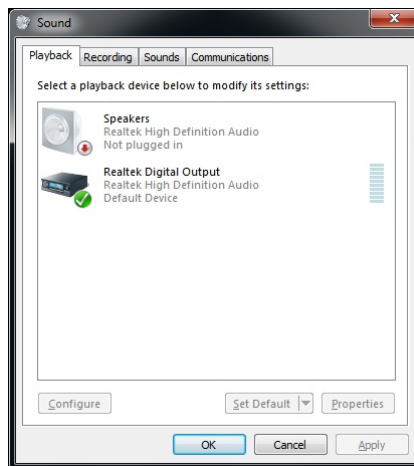 Sound
Playback Recording Sounds Communications
Select a playback device below to modify its settings:
Speakers
Realtek High Definition Audio
Not plugged in
Realtek Digital Output
Realtek High Definition Audio
Default Device
Configure Set Default Properties
OK Cancel Apply